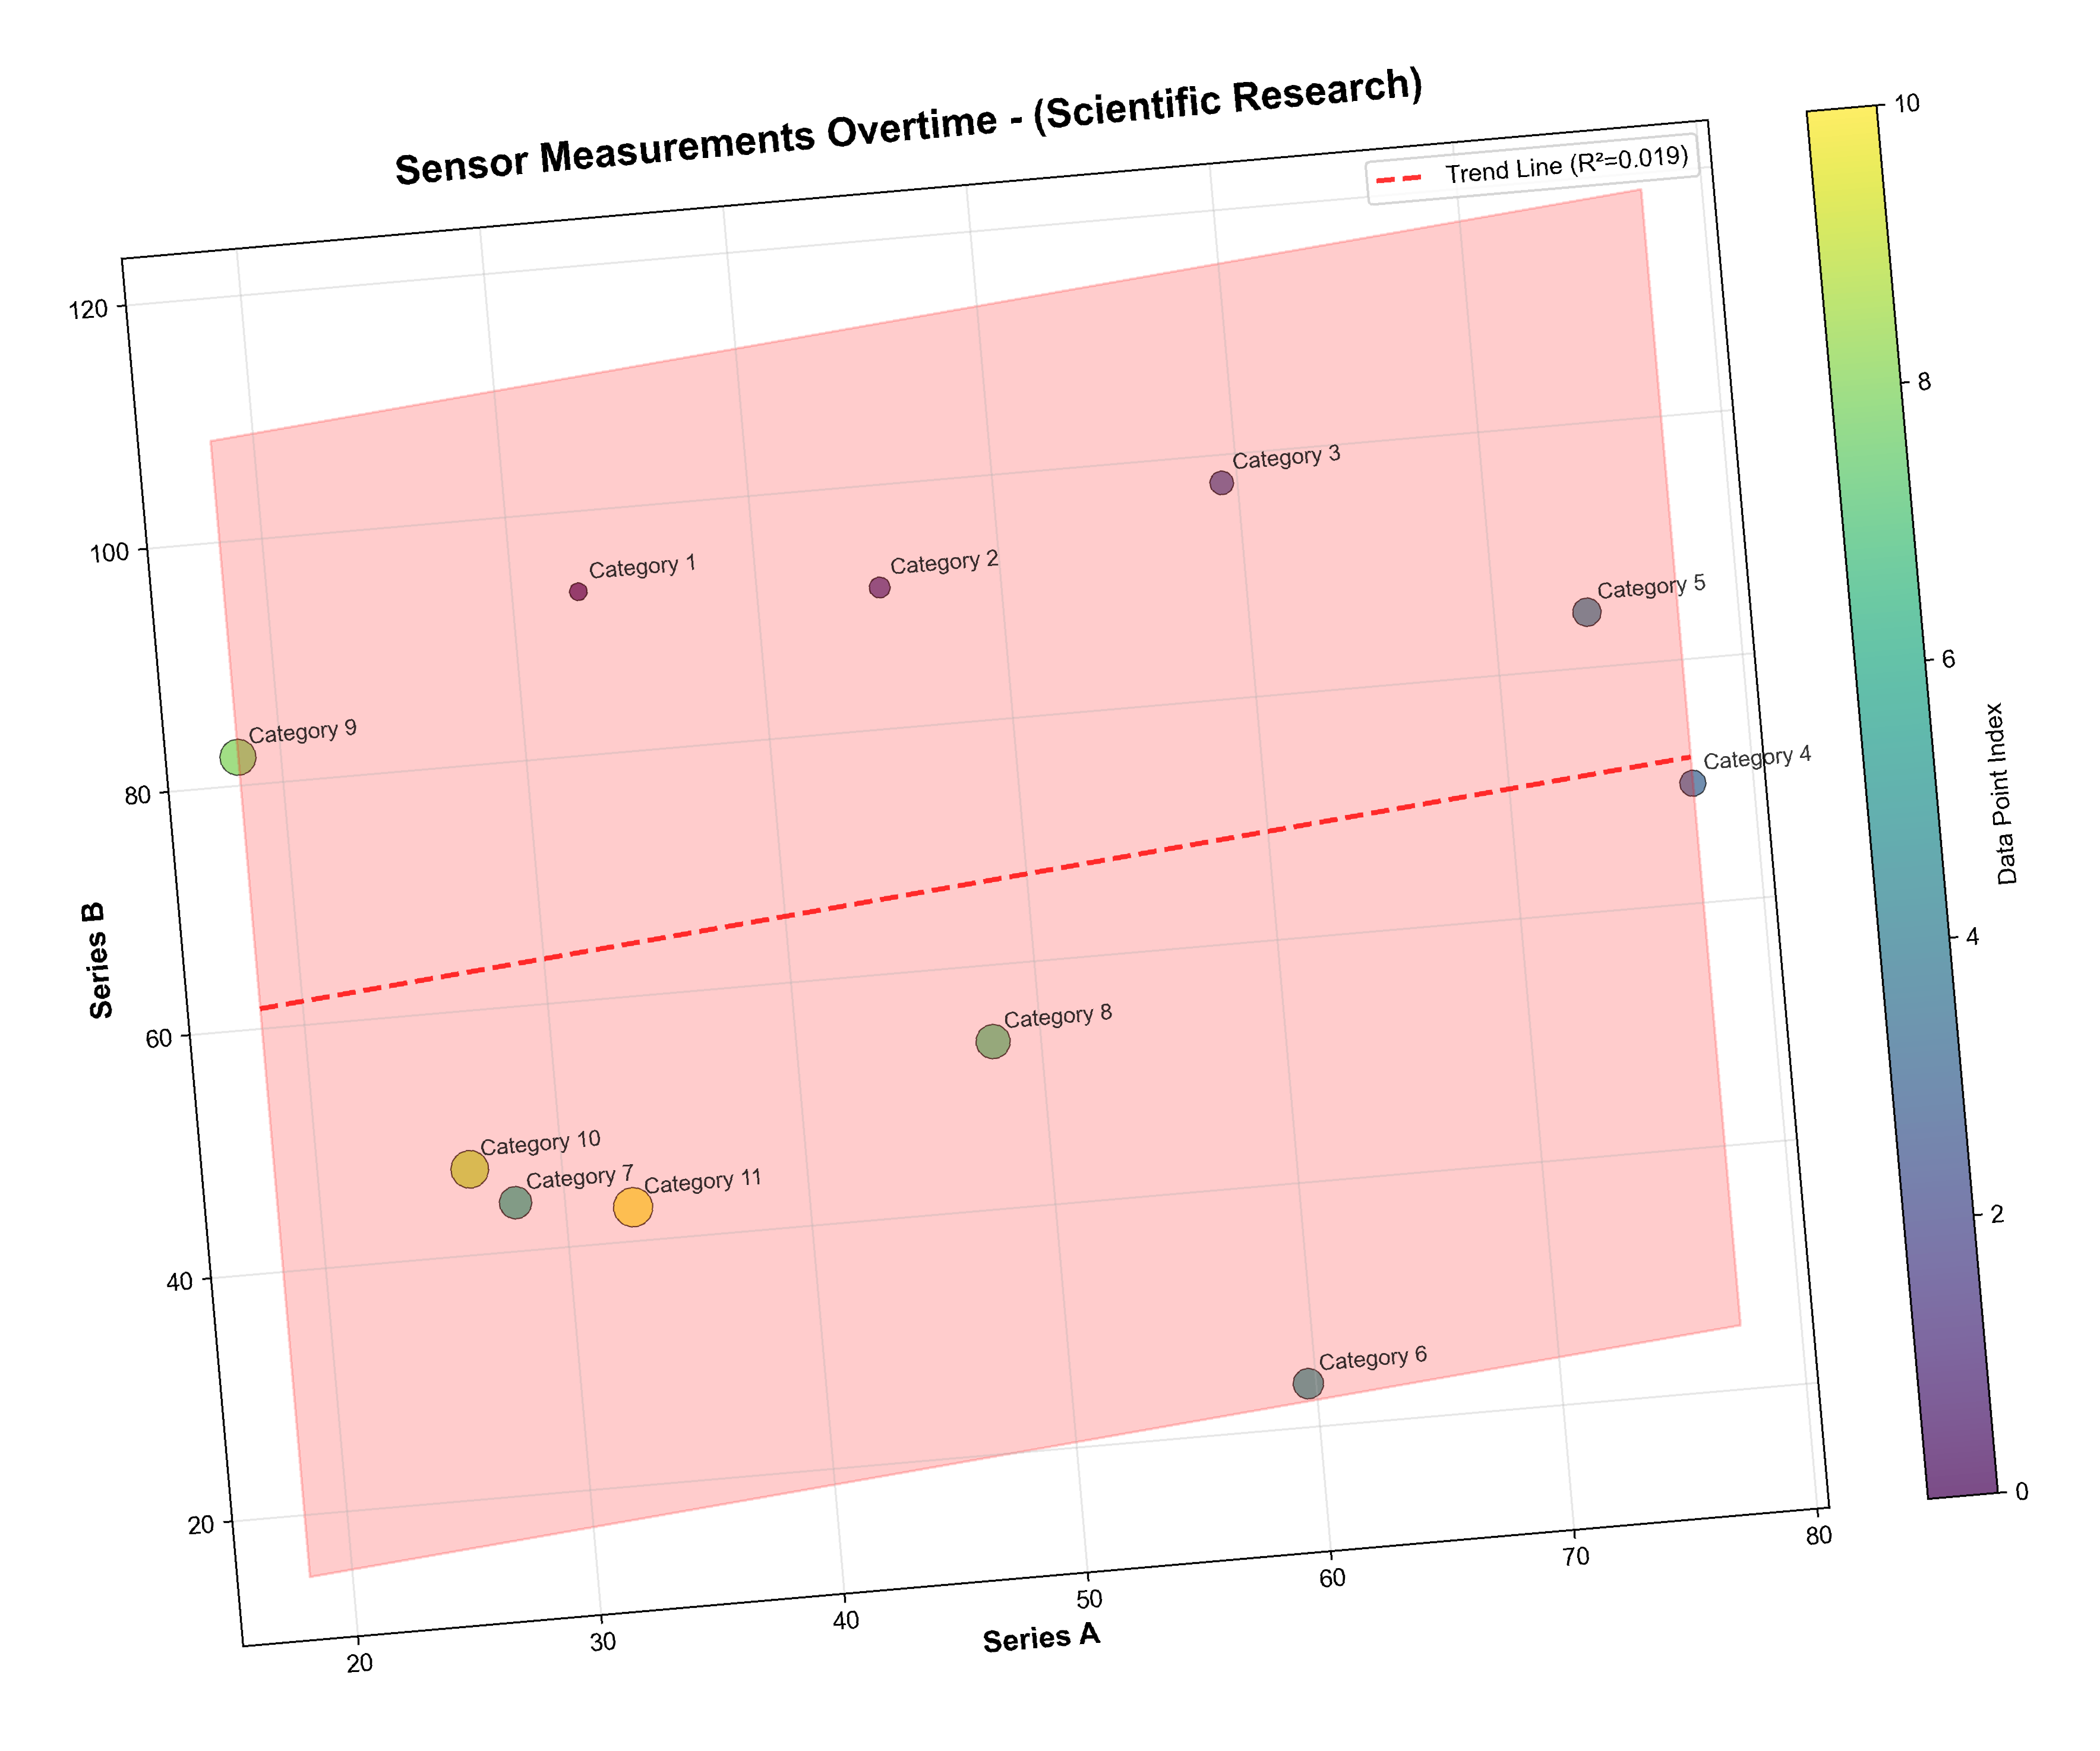 Sensor Measurements Overtime - (Scientific Research)
Trend Line (R²=0.019)
120
100
80
60
40
20
Series B
Category 3
Category 1
Category 2
Category 5
Category 9
Category 4
Category 8
Category 10
Category 7
Category 11
Category 6
20
30
40
50
60
70
80
Series A
10
8
6
4
2
0
Data Point Index